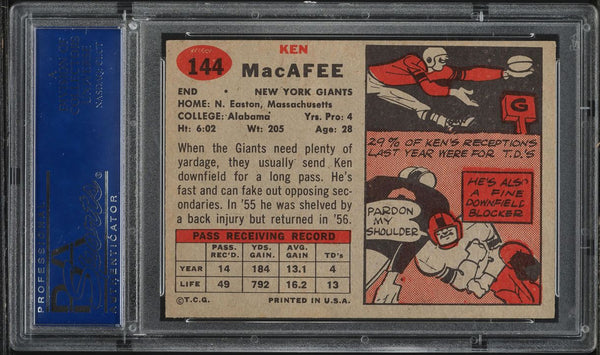 144
KEN
MacAFEE
END • NEW YORK GIANTS
HOME: N. Easton, Massachusetts
COLLEGE: Alabama Yrs. Pro: 4
Ht: 6:02 Wt: 205 Age: 28
When the Giants need plenty of
yardage, they usually send Ken
downfield for a long pass. He's
fast and can fake out opposing sec-
ondaries. In '55 he was shelved by
a back injury but returned in '56.
PASS RECEIVING RECORD
PASS. REC'D. YDS. GAIN. AVG. GAIN TD's
YEAR 14 184 13.1 4
LIFE 49 792 16.2 13
©T.C.G. PRINTED IN U.S.A.
G
29% OF KEN'S RECEPTIONS
LAST YEAR WERE FOR T.D.'S
HE'S ALSO
A FINE
DOWNFIELD
BLOCKER
PARDON
MY
SHOULDER
PSA